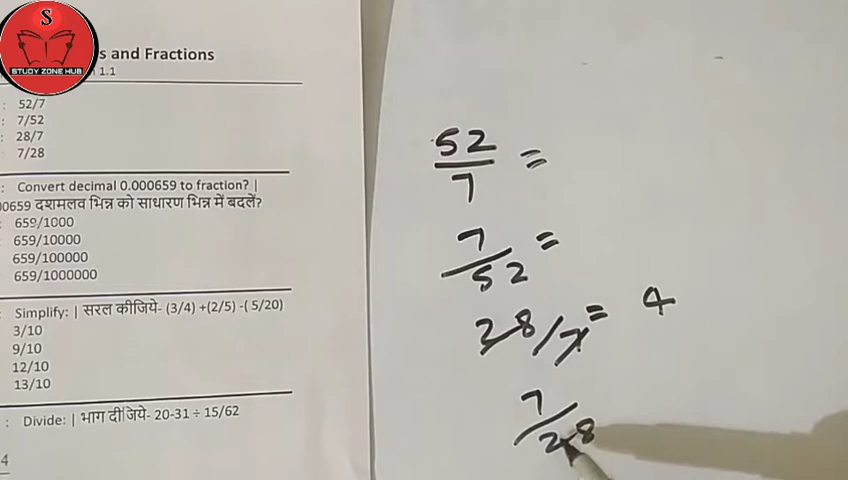 S
STUDY ZONE HUB
s and Fractions
1.1
: 52/7
: 7/52
: 28/7
7/28
: Convert decimal 0.000659 to fraction? |
00659 दशमलव भिन्न को साधारण भिन्न में बदलें?
: 659/1000
: 659/10000
: 659/100000
: 659/1000000
: Simplify: | सरल कीजिये- (3/4) +(2/5) -( 5/20)
3/10
: 9/10
: 12/10
: 13/10
: Divide: | भाग दीजिये- 20-31 ÷ 15/62
4
52/7 =
7/52 =
28/7 = 4
7/28